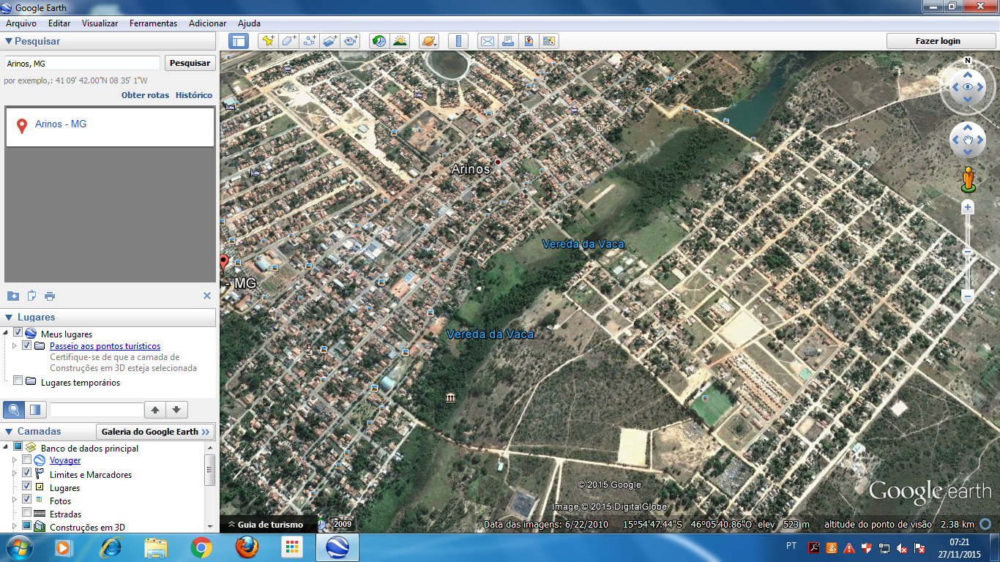 Google Earth
Arquivo Editar Visualizar Ferramentas Adicionar Ajuda
Pesquisar
Fazer login
Arinos, MG
Pesquisar
por exemplo,: 41 09' 42.00"N 08 35' 1"W
Obter rotas Histórico
Arinos - MG
N
Arinos
Vereda da Vaca
- MG
Vereda da Vaca
Lugares
Meus lugares
Passeio aos pontos turísticos
Certifique-se de que a camada de
Construções em 3D esteja selecionada
Lugares temporários
Camadas
Galeria do Google Earth >>
Banco de dados principal
Voyager
Limites e Marcadores
Lugares
Fotos
Estradas
Construções em 3D
© 2015 Google
Image © 2015 DigitalGlobe
Google earth
Guia de turismo
2009
Data das imagens: 6/22/2010 15°54'47.44"S 46°05'40.86"O elev 523 m altitude do ponto de visão 2.38 km
PT
07:21
27/11/2015